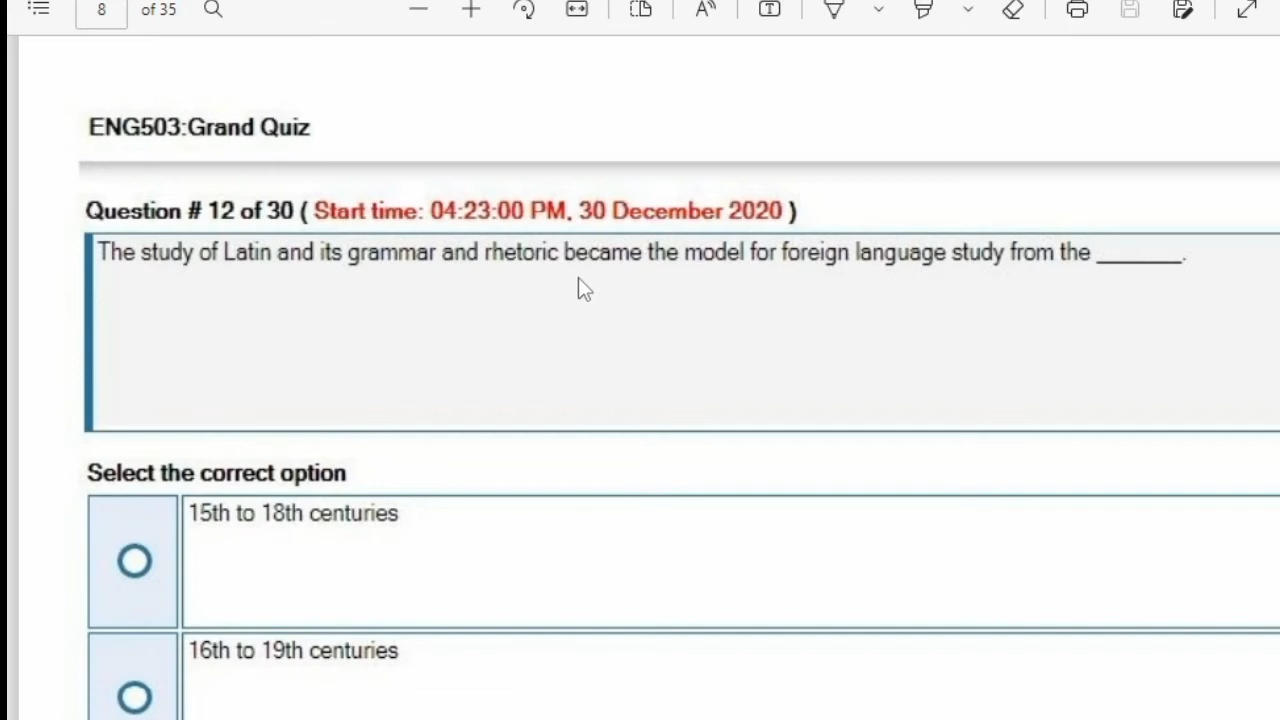 8 of 35
ENG503:Grand Quiz
Question # 12 of 30 ( Start time: 04:23:00 PM, 30 December 2020 )
The study of Latin and its grammar and rhetoric became the model for foreign language study from the ________.
Select the correct option
15th to 18th centuries
16th to 19th centuries